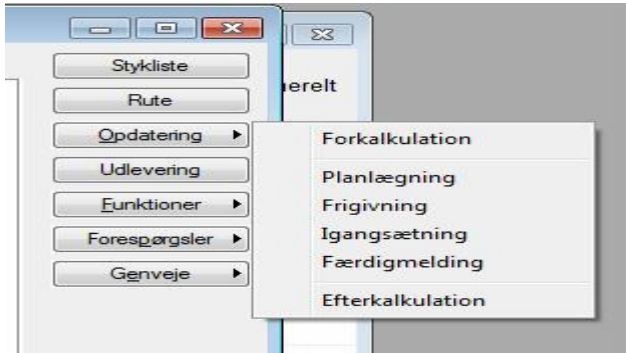 Stykliste
Rute
Opdatering
Udlevering
Funktioner
Forespørgsler
Genveje
Forkalkulation
Planlægning
Frigivning
Igangsætning
Færdigmelding
Efterkalkulation